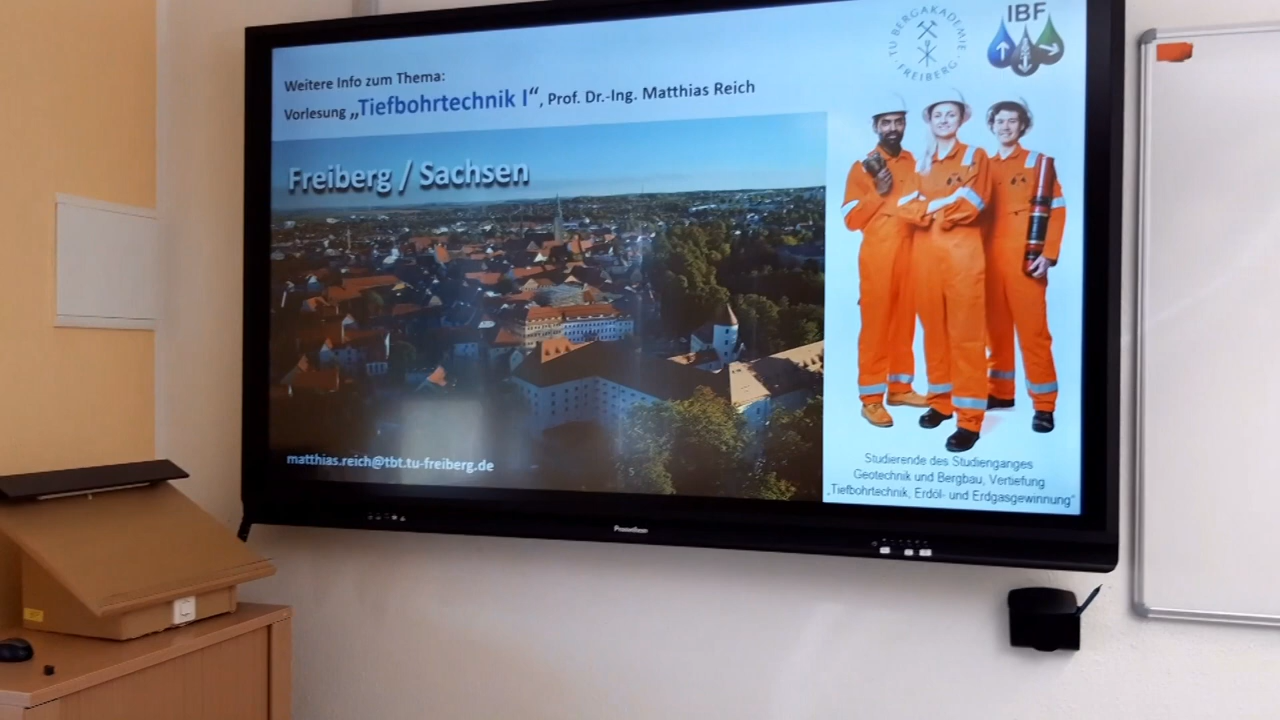 Weitere Info zum Thema:
Vorlesung „Tiefbohrtechnik I“, Prof. Dr.-Ing. Matthias Reich
TU BERGAKADEMIE FREIBERG
IBF
Freiberg / Sachsen
matthias.reich@tbt.tu-freiberg.de
Studierende des Studienganges
Geotechnik und Bergbau, Vertiefung
„Tiefbohrtechnik, Erdöl- und Erdgasgewinnung“
Promethean